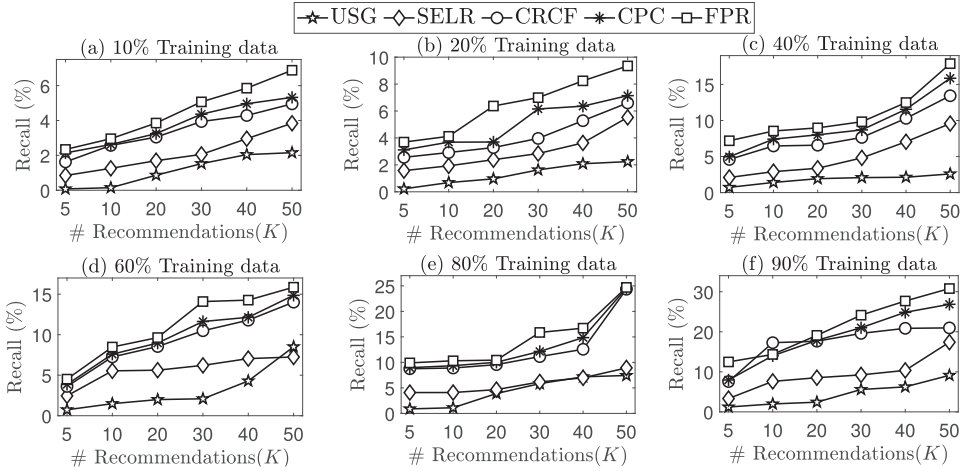 USG SELR CRCF CPC FPR
(a) 10% Training data
Recall (%)
6
4
2
0
5 10 20 30 40 50
# Recommendations(K)
(b) 20% Training data
Recall (%)
10
8
6
4
2
0
5 10 20 30 40 50
# Recommendations(K)
(c) 40% Training data
Recall (%)
15
10
5
0
5 10 20 30 40 50
# Recommendations(K)
(d) 60% Training data
Recall (%)
15
10
5
0
5 10 20 30 40 50
# Recommendations(K)
(e) 80% Training data
Recall (%)
25
20
15
10
5
0
5 10 20 30 40 50
# Recommendations(K)
(f) 90% Training data
Recall (%)
30
20
10
0
5 10 20 30 40 50
# Recommendations(K)